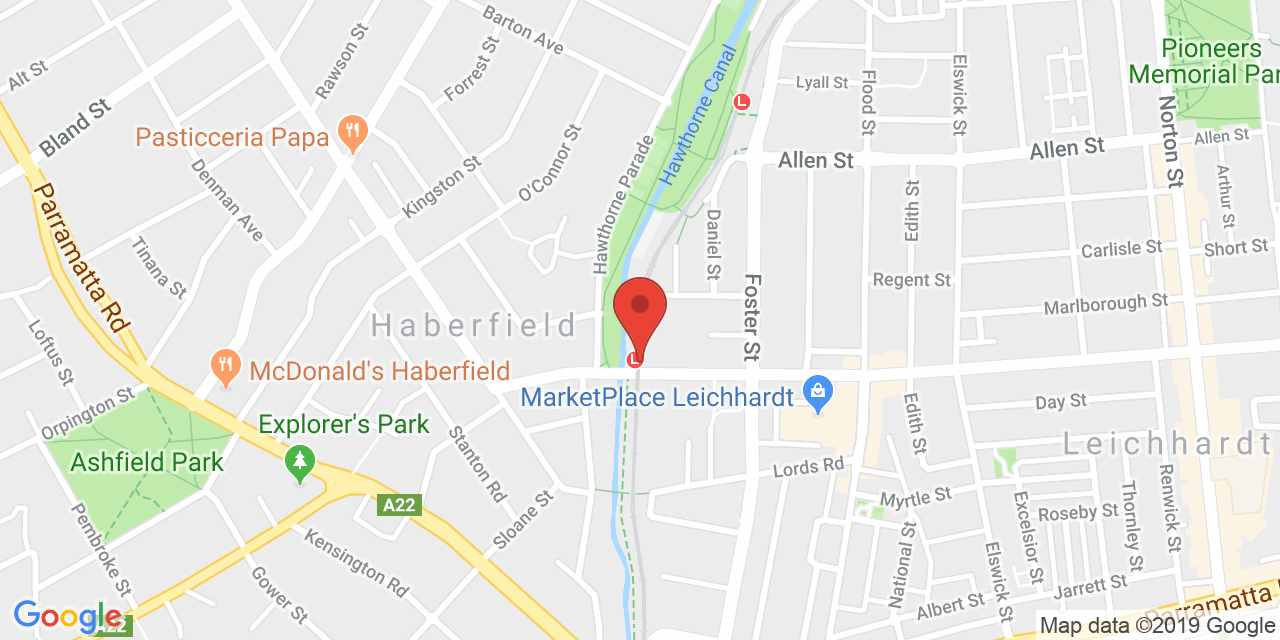 Barton Ave
Alt St
Rawson St
Forrest St
Hawthorne Canal
L
Lyall St
Flood St
Elswick St
Pioneers
Memorial Par
Bland St
Pasticceria Papa
Kingston St
O'Connor St
Hawthorne Parade
Allen St
Allen St
Allen St
Norton St
Denman Ave
Parramatta Rd
Tinana St
Daniel St
Edith St
Arthur St
Carlisle St
Short St
Regent St
Marlborough St
Foster St
Haberfield
Loftus St
L
McDonald's Haberfield
MarketPlace Leichhardt
Orpington St
Explorer's Park
Ashfield Park
Stanton Rd
Edith St
Day St
Leichhardt
Lords Rd
A22
Sloane St
Myrtle St
Excelsior St
Roseby St
Thornley St
Renwick St
Pembroke St
Kensington Rd
Gower St
National St
Elswick St
Jarrett St
Albert St
Parramatta
Google
A22
Map data ©2019 Google